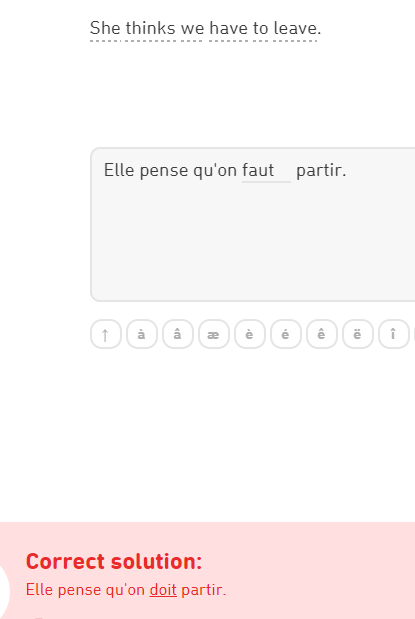 She thinks we have to leave.
Elle pense qu'on faut partir.
↑ à â æ è é ê ë î
Correct solution:
Elle pense qu'on doit partir.